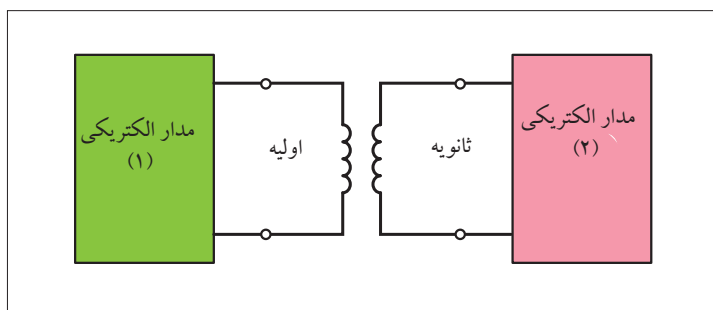 مدار الکتریکی
(۱)
اولیه
ثانویه
مدار الکتریکی
(۲)